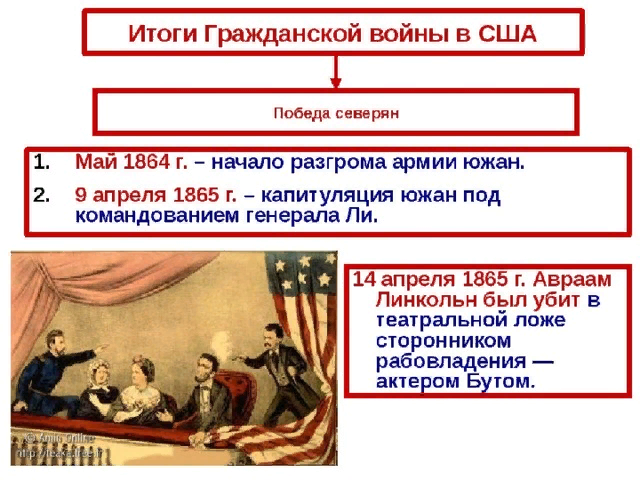 Итоги Гражданской войны в США
Победа северян
1. Май 1864 г. – начало разгрома армии южан.
2. 9 апреля 1865 г. – капитуляция южан под
командованием генерала Ли.
14 апреля 1865 г. Авраам
Линкольн был убит в
театральной ложе
сторонником
рабовладения —
актером Бутом.